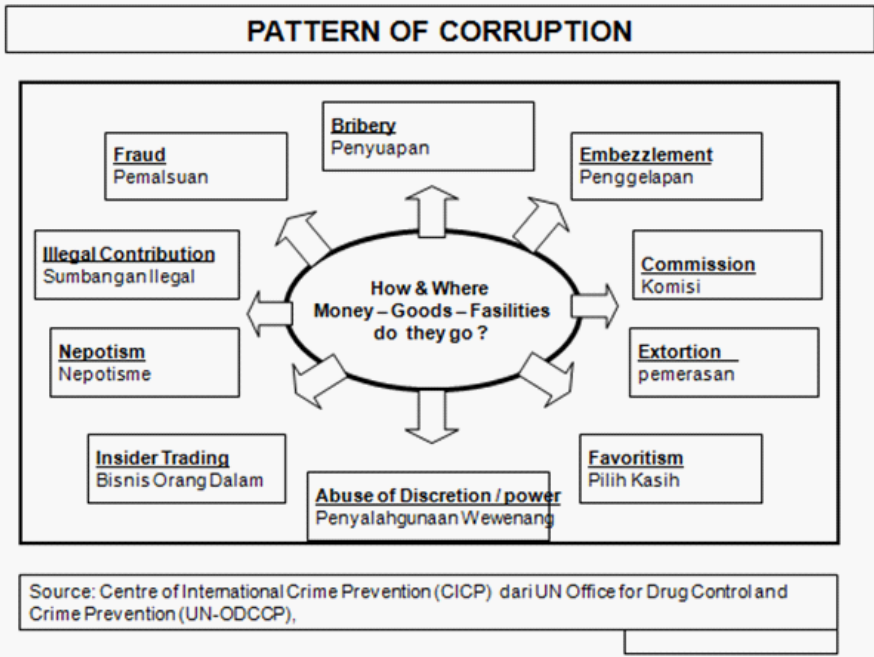 PATTERN OF CORRUPTION
Bribery
Penyuapan
Fraud
Pemalsuan
Embezzlement
Penggelapan
Illegal Contribution
Sumbangan Ilegal
Commission
Komisi
How & Where
Money – Goods – Fasilities
do they go ?
Nepotism
Nepotisme
Extortion
pemerasan
Insider Trading
Bisnis Orang Dalam
Favoritism
Pilih Kasih
Abuse of Discretion / power
Penyalahgunaan Wewenang
Source: Centre of International Crime Prevention (CICP) dari UN Office for Drug Control and
Crime Prevention (UN-ODCCP),